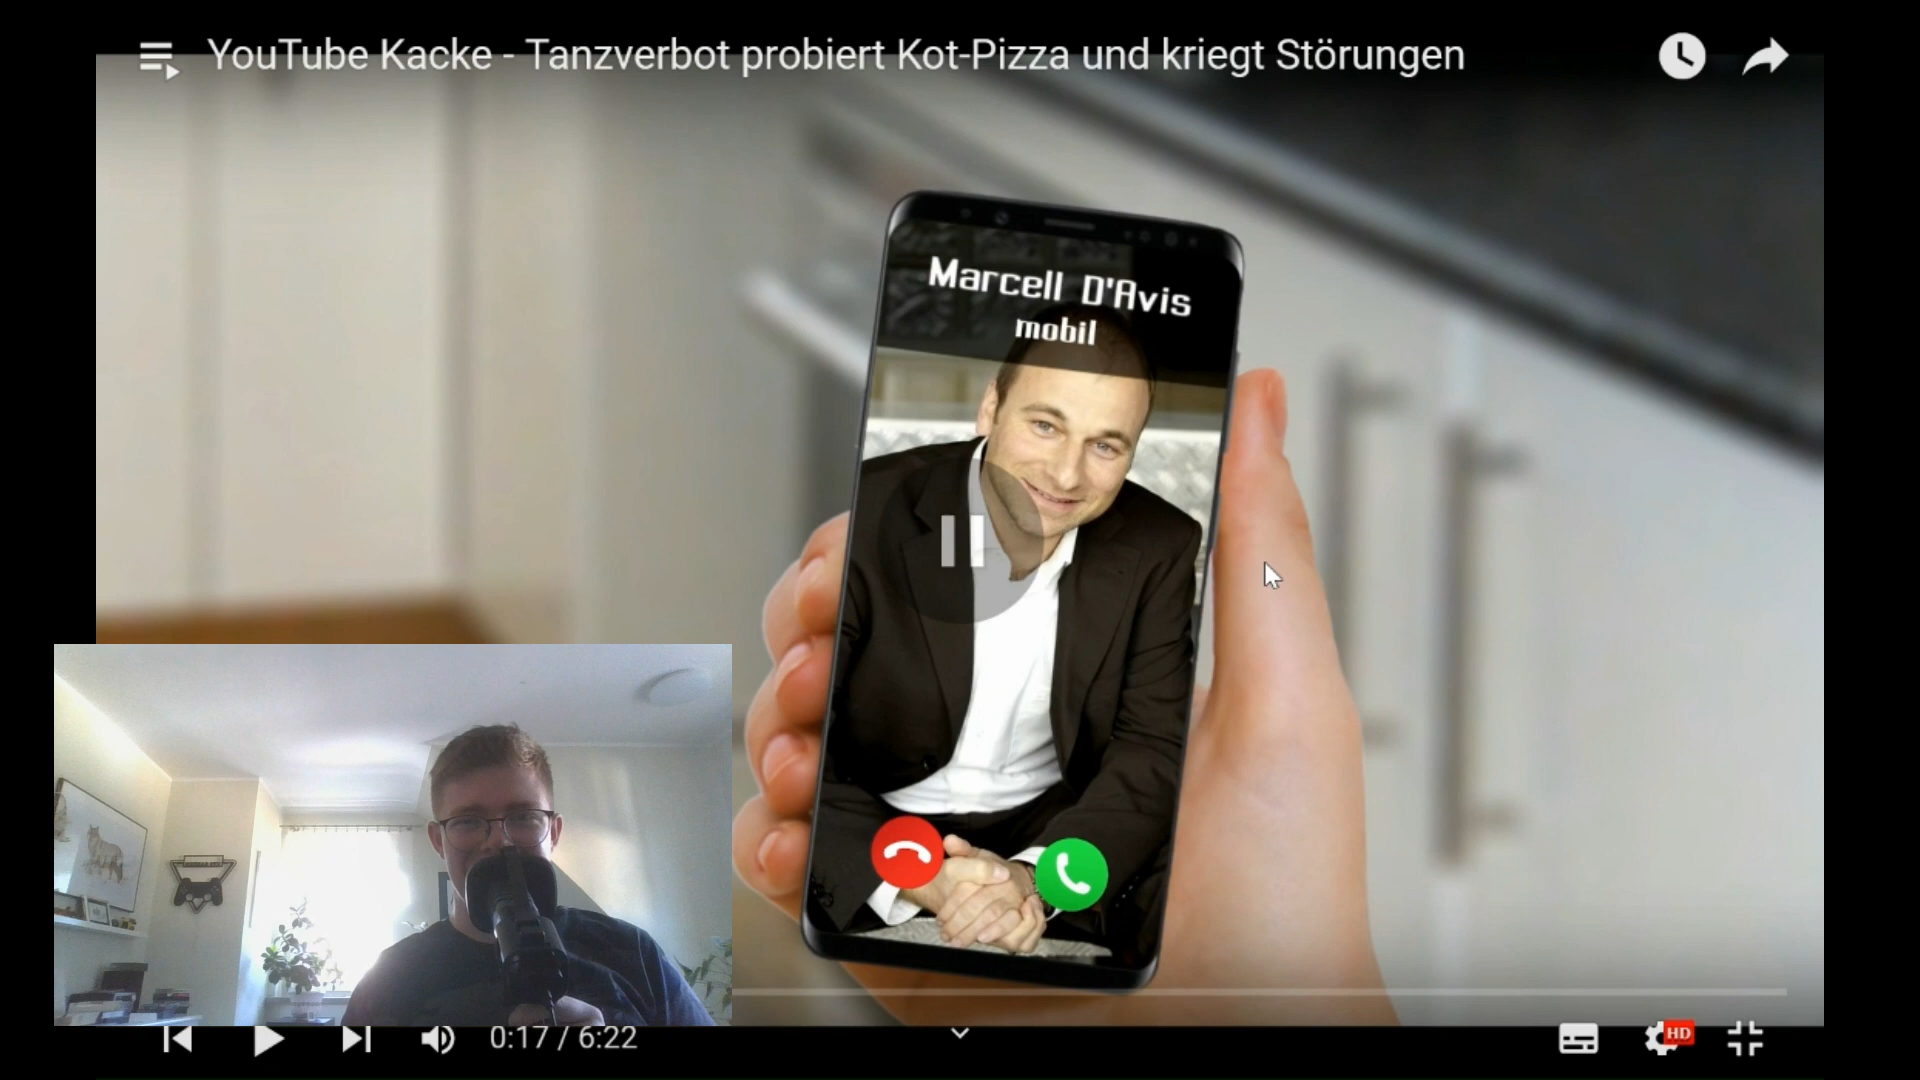 YouTube Kacke - Tanzverbot probiert Kot-Pizza und kriegt Störungen
Marcell D'Avis
mobil
0:17 / 6:22
HD